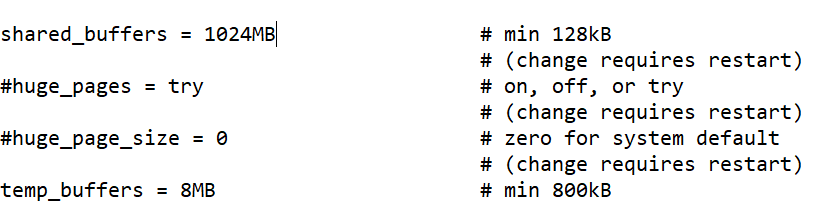 shared_buffers = 1024MB # min 128kB
# (change requires restart)
#huge_pages = try # on, off, or try
# (change requires restart)
#huge_page_size = 0 # zero for system default
# (change requires restart)
temp_buffers = 8MB # min 800kB